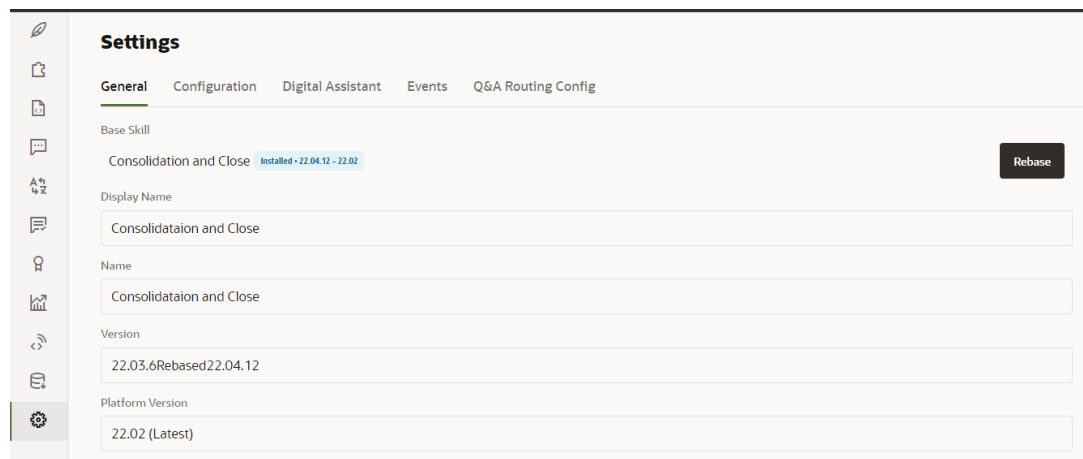 Settings
General Configuration Digital Assistant Events Q&A Routing Config
Base Skill
Consolidation and Close Installed • 22.04.12 – 22.02 Rebase
Display Name
Consolidataion and Close
Name
Consolidataion and Close
Version
22.03.6Rebased22.04.12
Platform Version
22.02 (Latest)